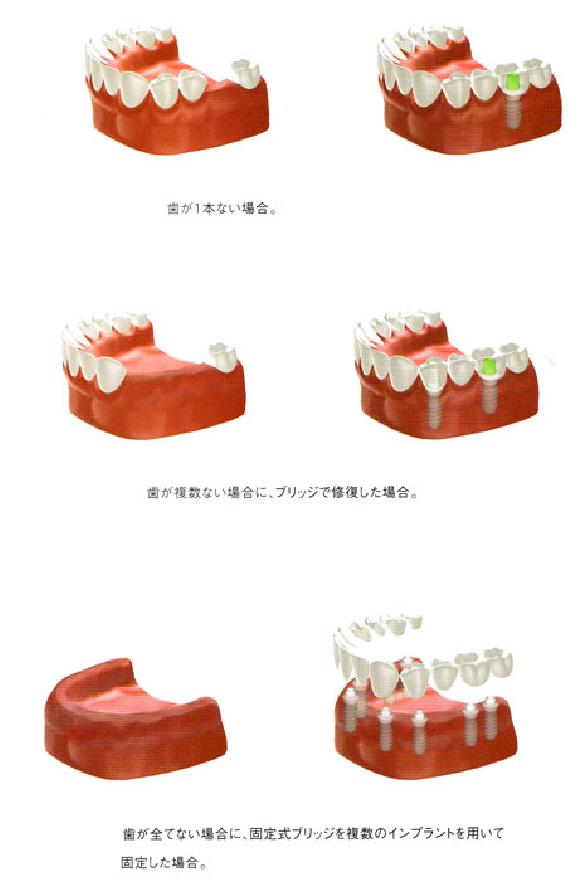 歯が1本ない場合。
歯が複数ない場合に、ブリッジで修復した場合。
歯が全てない場合に、固定式ブリッジを複数のインプラントを用いて
固定した場合。